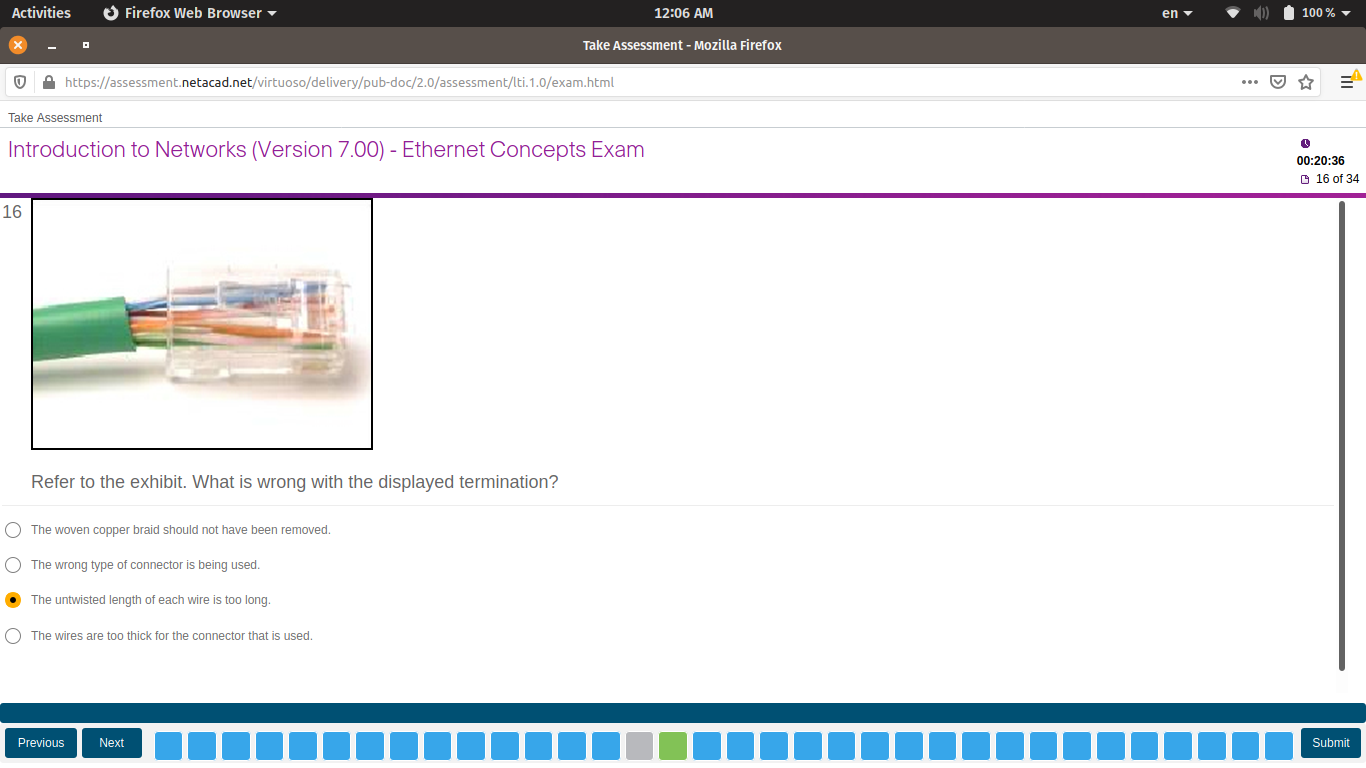 Activities
Firefox Web Browser
12:06 AM
en
100 %
Take Assessment - Mozilla Firefox
https://assessment.netacad.net/virtuoso/delivery/pub-doc/2.0/assessment/lti.1.0/exam.html
Take Assessment
Introduction to Networks (Version 7.00) - Ethernet Concepts Exam
00:20:36
16 of 34
16
Refer to the exhibit. What is wrong with the displayed termination?
The woven copper braid should not have been removed.
The wrong type of connector is being used.
The untwisted length of each wire is too long.
The wires are too thick for the connector that is used.
Previous
Next
Submit